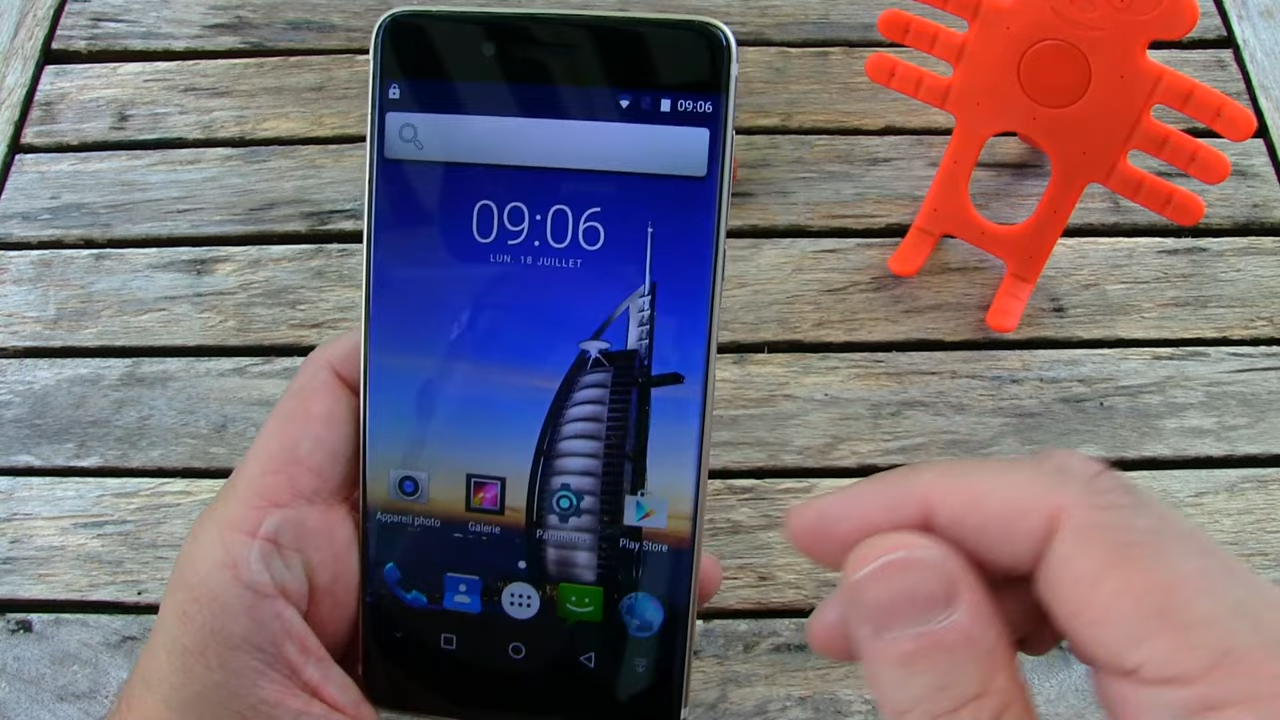 09:06
09:06
LUN. 18 JUILLET
Appareil photo
Galerie
Paramètres
Play Store